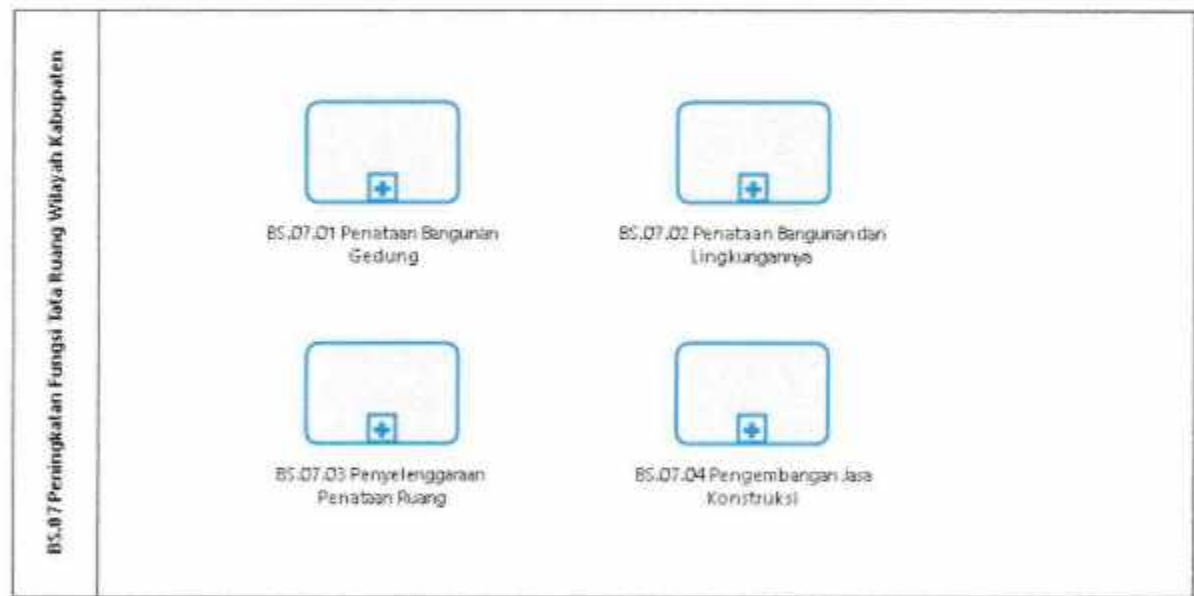 BS.07 Peningkatan Fungsi Tata Ruang Wilayah Kabupaten
BS.07.01 Penataan Bangunan
Gedung
BS.07.02 Penataan Bangunan dan
Lingkungannya
BS.07.03 Penyelenggaraan
Penataan Ruang
BS.07.04 Pengembangan Jasa
Konstruksi